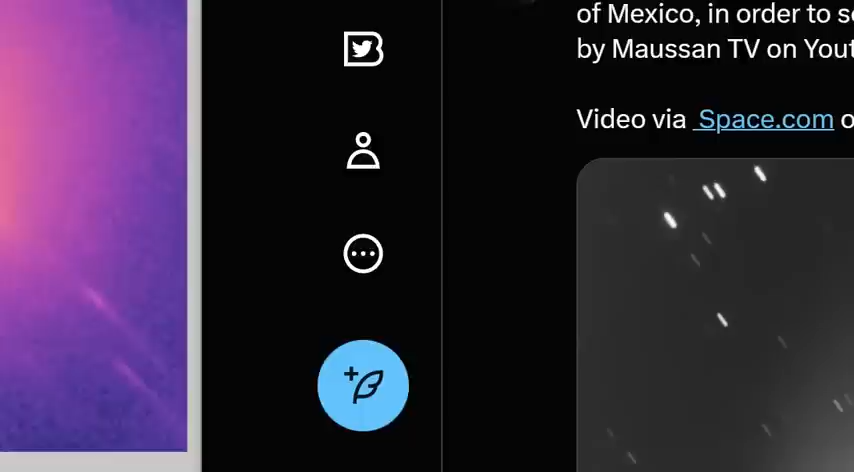 of Mexico, in order to
by Maussan TV on
Video via Space.com